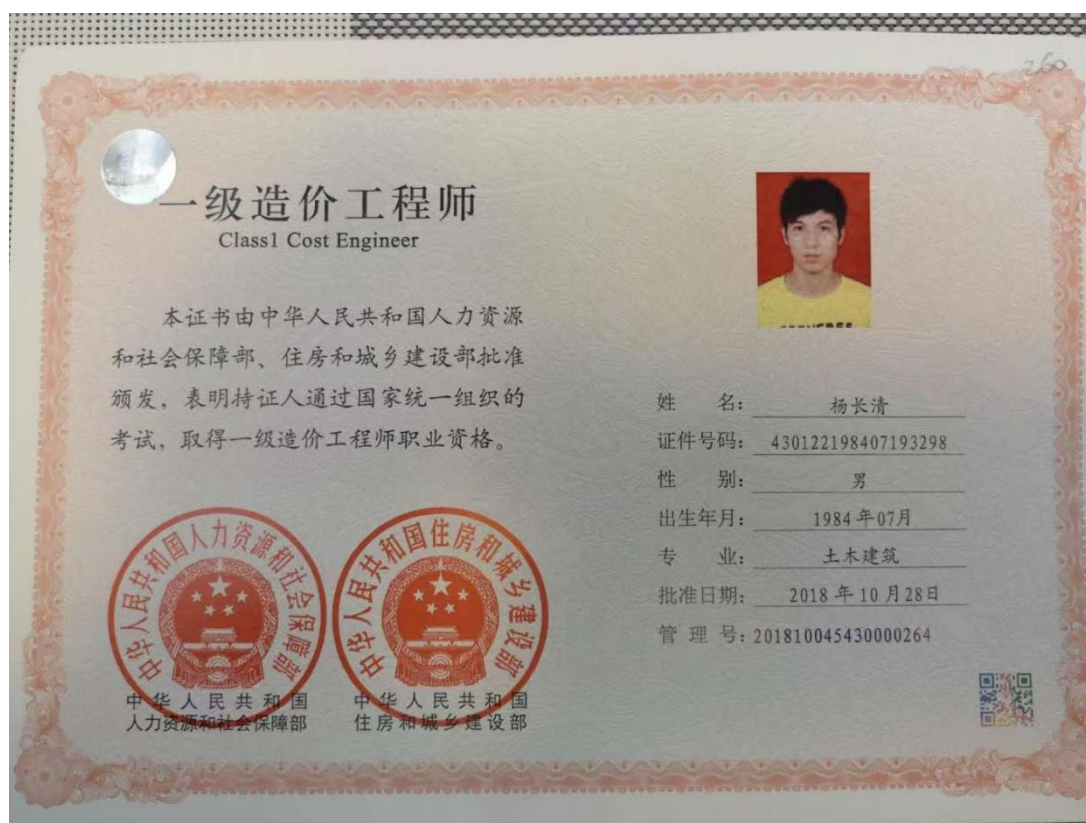 260
一级造价工程师
Class1 Cost Engineer
本证书由中华人民共和国人力资源
和社会保障部、住房和城乡建设部批准
颁发，表明持证人通过国家统一组织的
考试，取得一级造价工程师职业资格。
中华人民共和国人力资源和社会保障部
中华人民共和国
人力资源和社会保障部
中华人民共和国住房和城乡建设部
中华人民共和国
住房和城乡建设部
姓 名： 杨长清
证件号码： 430122198407193298
性 别： 男
出生年月： 1984年07月
专 业： 土木建筑
批准日期： 2018年10月28日
管 理 号：201810045430000264